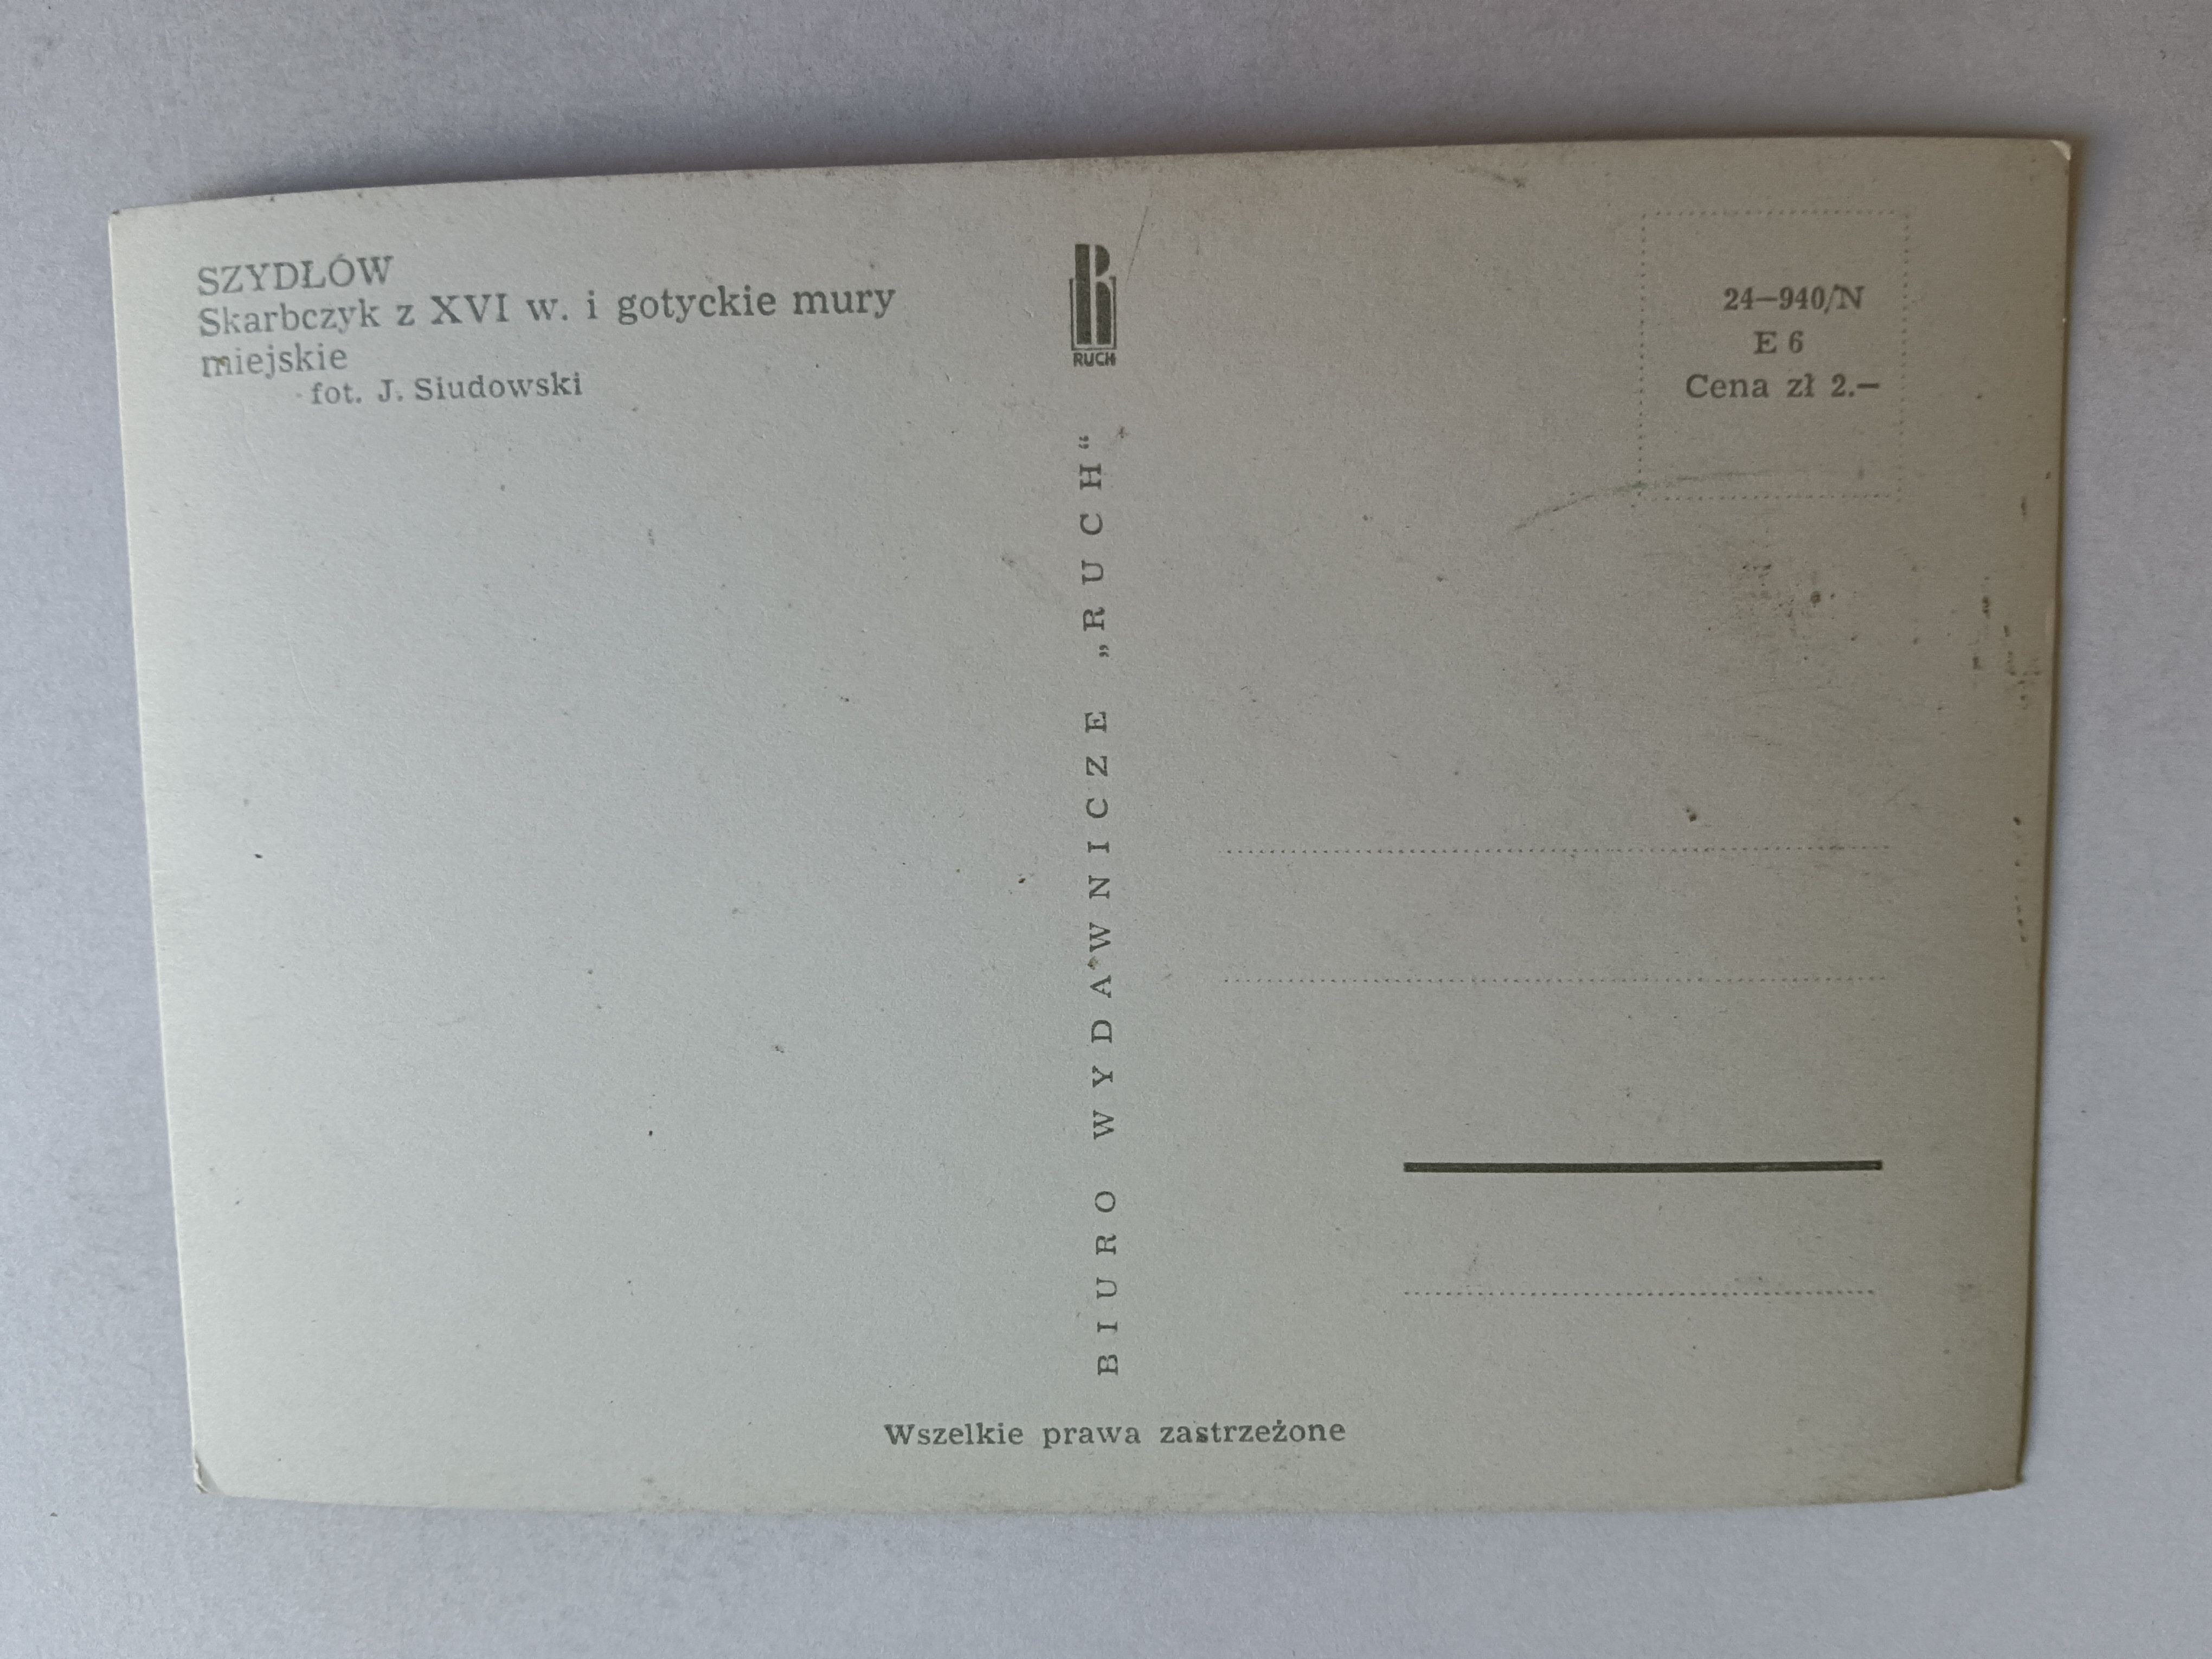 SZYDŁÓW
Skarbczyk z XVI w. i gotyckie mury
miejskie
fot. J. Siudowski
RUCH
BIURO WYDAWNICZE „RUCH“
24—940/N
E 6
Cena zł 2.—
Wszelkie prawa zastrzeżone